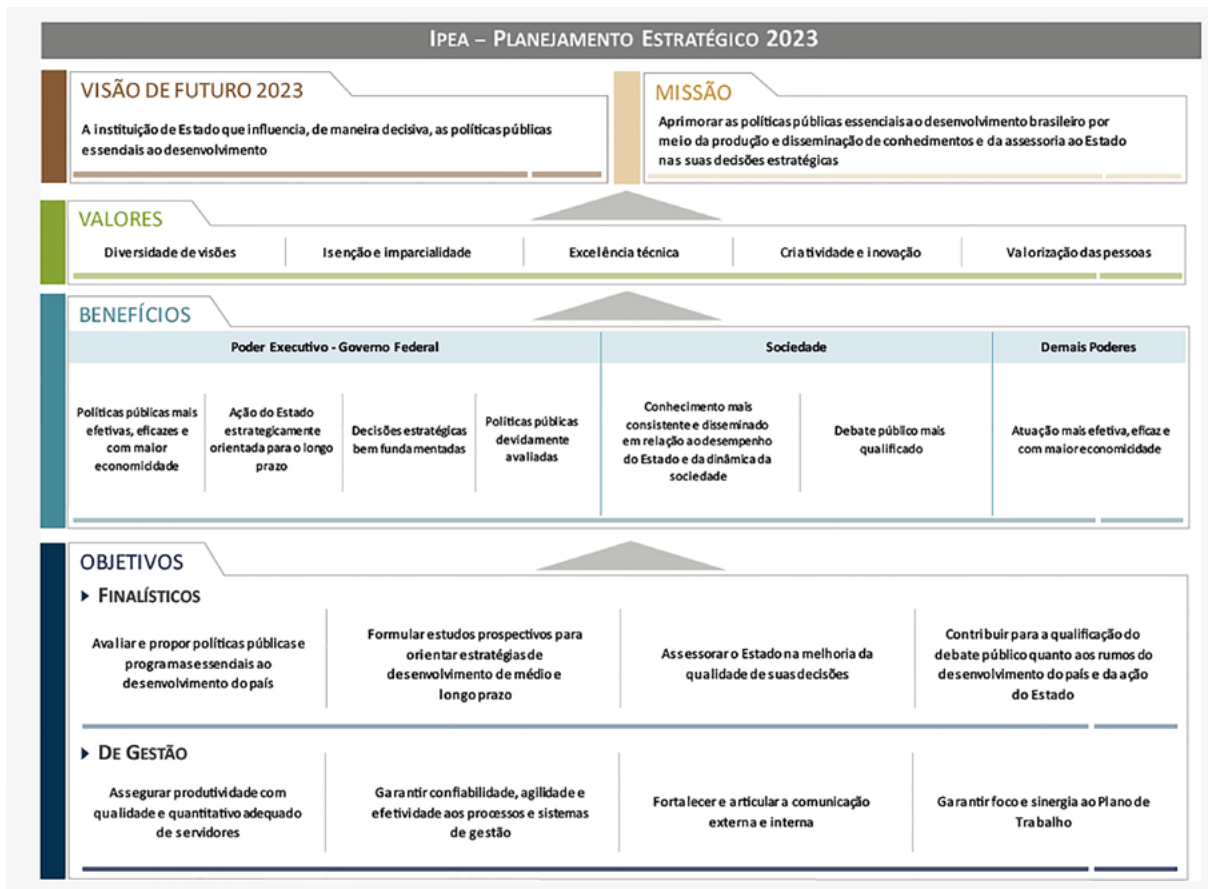 IPEA – PLANEJAMENTO ESTRATÉGICO 2023
VISÃO DE FUTURO 2023
A instituição de Estado que influencia, de maneira decisiva, as políticas públicas
essenciais ao desenvolvimento
MISSÃO
Aprimorar as políticas públicas essenciais ao desenvolvimento brasileiro por
meio da produção e disseminação de conhecimentos e da assessoria ao Estado
nas suas decisões estratégicas
VALORES
Diversidade de visões
Isenção e imparcialidade
Excelência técnica
Criatividade e inovação
Valorização das pessoas
BENEFÍCIOS
Poder Executivo - Governo Federal
Políticas públicas mais
efetivas, eficazes e
com maior
economicidade
Ação do Estado
estrategicamente
orientada para o longo
prazo
Decisões estratégicas
bem fundamentadas
Políticas públicas
devidamente
avaliadas
Sociedade
Conhecimento mais
consistente e disseminado
em relação ao desempenho
do Estado e da dinâmica da
sociedade
Debate público mais
qualificado
Demais Poderes
Atuação mais efetiva, eficaz e
com maior economicidade
OBJETIVOS
FINALÍSTICOS
Avaliar e propor políticas públicas e
programas essenciais ao
desenvolvimento do país
Formular estudos prospectivos para
orientar estratégias de
desenvolvimento de médio e
longo prazo
Assessorar o Estado na melhoria da
qualidade de suas decisões
Contribuir para a qualificação do
debate público quanto aos rumos do
desenvolvimento do país e da ação
do Estado
DE GESTÃO
Assegurar produtividade com
qualidade e quantitativo adequado
de servidores
Garantir confiabilidade, agilidade e
efetividade aos processos e sistemas
de gestão
Fortalecer e articular a comunicação
externa e interna
Garantir foco e sinergia ao Plano de
Trabalho